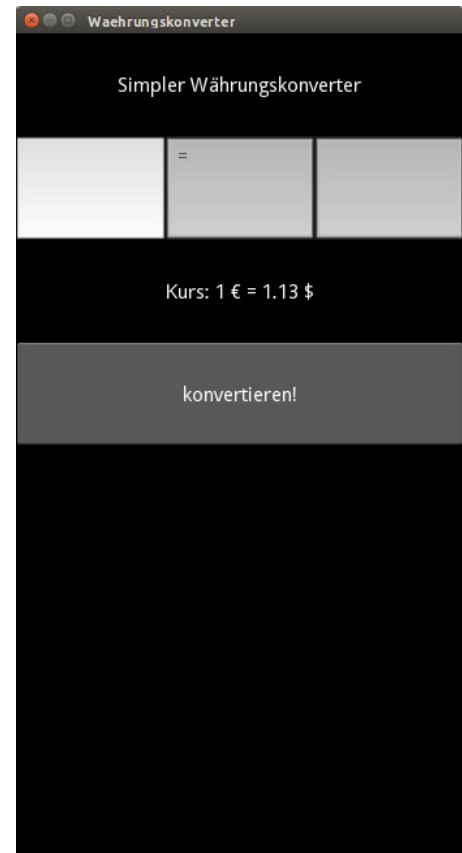 Waehrungskonverter
Simpler Währungskonverter
=
Kurs: 1 € = 1.13 $
konvertieren!